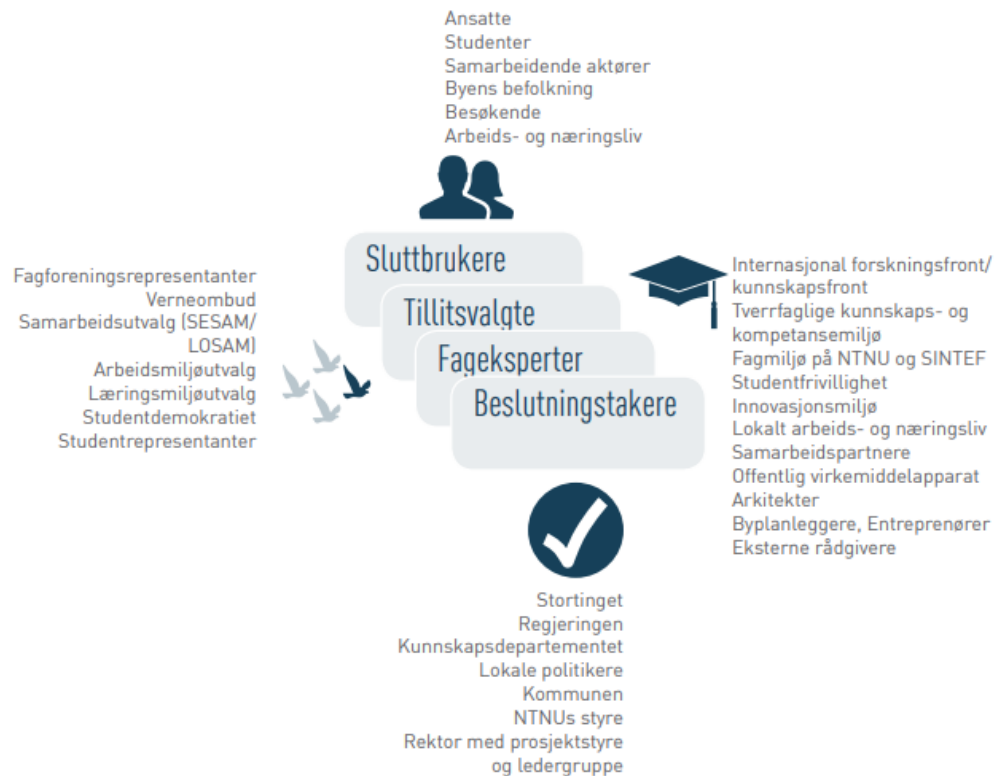 Ansatte
Studenter
Samarbeidende aktører
Byens befolkning
Besøkende
Arbeids- og næringsliv
Sluttbrukere
Tillitsvalgte
Fageksperter
Beslutningstakere
Fagforeningsrepresentanter
Verneombud
Samarbeidsutvalg (SESAM/
LOSAM)
Arbeidsmiljøutvalg
Læringsmiljøutvalg
Studentdemokratiet
Studentrepresentanter
Internasjonal forskningsfront/
kunnskapsfront
Tverrfaglige kunnskaps- og
kompetansemiljø
Fagmiljø på NTNU og SINTEF
Studentfrivillighet
Innovasjonsmiljø
Lokalt arbeids- og næringsliv
Samarbeidspartnere
Offentlig virkemiddelapparat
Arkitekter
Byplanleggere, Entreprenører
Eksterne rådgivere
Stortinget
Regjeringen
Kunnskapsdepartementet
Lokale politikere
Kommunen
NTNUs styre
Rektor med prosjektstyre
og ledergruppe